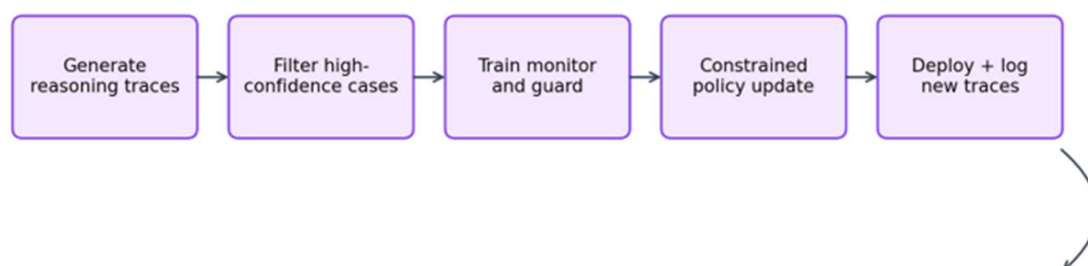 Generate
reasoning traces
Filter high-
confidence cases
Train monitor
and guard
Constrained
policy update
Deploy + log
new traces